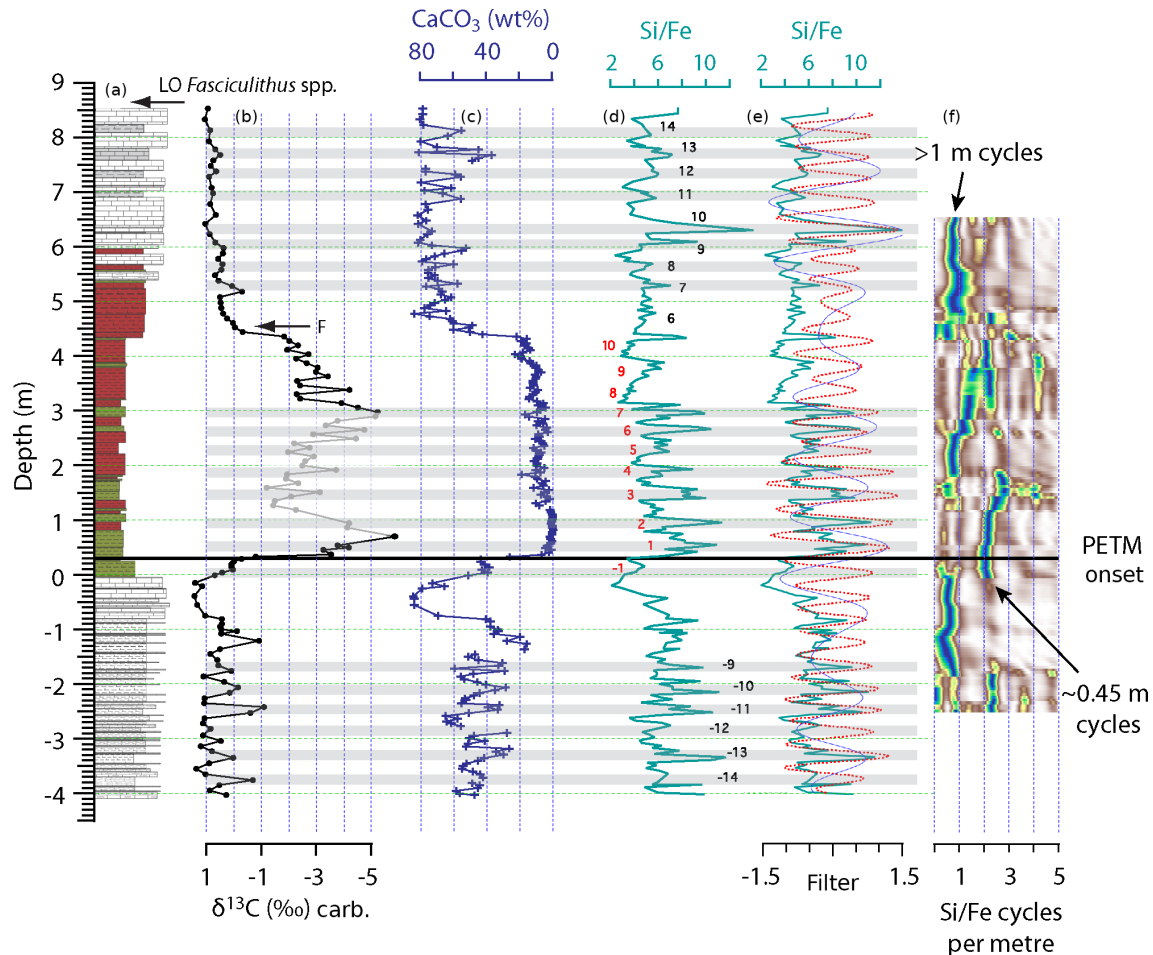 CaCO3 (wt%)
80 40 0
Si/Fe
2 6 10
Si/Fe
2 6 10
(a)
LO Fasciculithus spp.
(b)
(c)
(d)
(e)
(f)
>1 m cycles
F
PETM
onset
~0.45 m
cycles
Depth (m)
9
8
7
6
5
4
3
2
1
0
-1
-2
-3
-4
14
13
12
11
10
9
8
7
6
10
9
8
7
6
5
4
3
2
1
-1
-9
-10
-11
-12
-13
-14
1 -1 -3 -5
δ13C (‰) carb.
-1.5 1.5
Filter
1 3 5
Si/Fe cycles
per metre